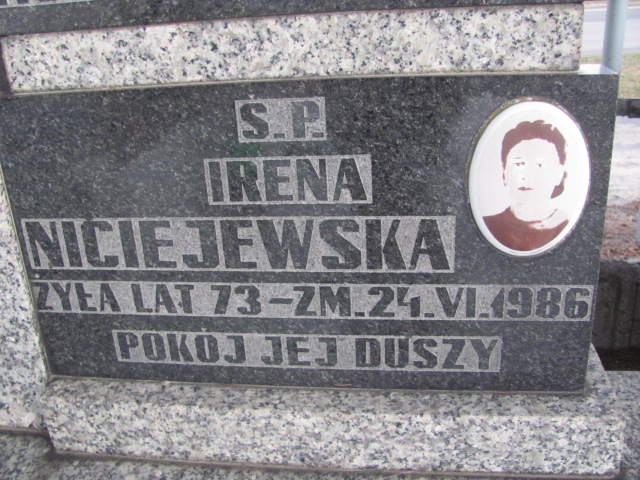 S.P.
IRENA
NICIEJEWSKA
ŻYŁA LAT 73 - ZM. 24. VI. 1986
POKÓJ JEJ DUSZY